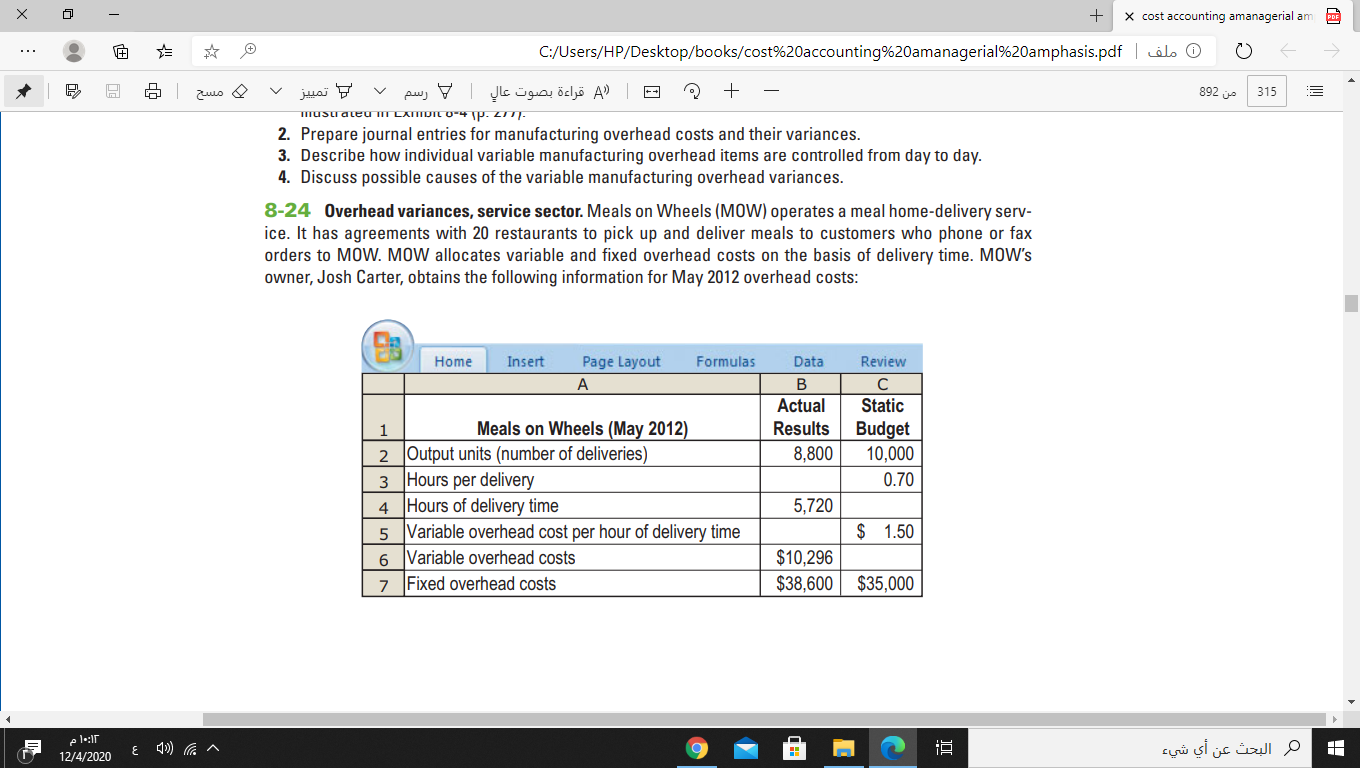 cost accounting amanagerial am
PDF
C:/Users/HP/Desktop/books/cost%20accounting%20amanagerial%20amphasis.pdf | ملف
315 من 892
قراءة بصوت عالٍ
رسم
تمييز
مسح
illustrated in Exhibit 8-4 (p. 277).
2. Prepare journal entries for manufacturing overhead costs and their variances.
3. Describe how individual variable manufacturing overhead items are controlled from day to day.
4. Discuss possible causes of the variable manufacturing overhead variances.
8-24 Overhead variances, service sector. Meals on Wheels (MOW) operates a meal home-delivery serv-
ice. It has agreements with 20 restaurants to pick up and deliver meals to customers who phone or fax
orders to MOW. MOW allocates variable and fixed overhead costs on the basis of delivery time. MOW's
owner, Josh Carter, obtains the following information for May 2012 overhead costs:
Home Insert Page Layout Formulas Data Review
A B C
Actual Static
1 Meals on Wheels (May 2012) Results Budget
2 Output units (number of deliveries) 8,800 10,000
3 Hours per delivery 0.70
4 Hours of delivery time 5,720
5 Variable overhead cost per hour of delivery time $ 1.50
6 Variable overhead costs $10,296
7 Fixed overhead costs $38,600 $35,000
البحث عن أي شيء
ع
١٠:١٢ م
12/4/2020